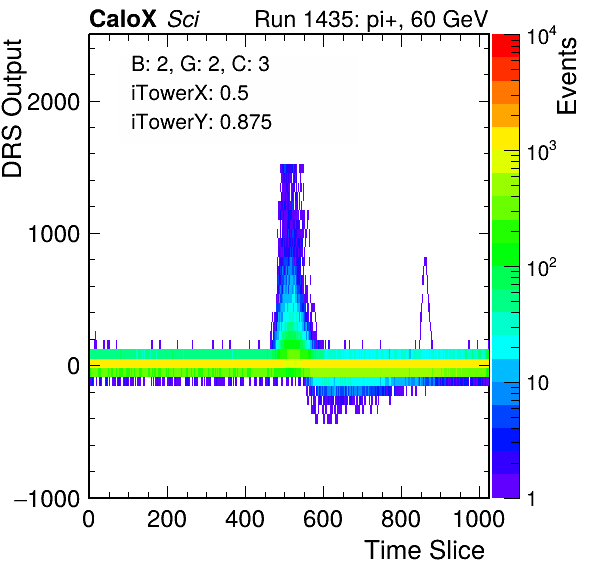 CaloX Sci Run 1435: pi+, 60 GeV
B: 2, G: 2, C: 3
iTowerX: 0.5
iTowerY: 0.875
DRS Output
2000
1000
0
−1000
0 200 400 600 800 1000
Time Slice
Events
10^4
10^3
10^2
10
1